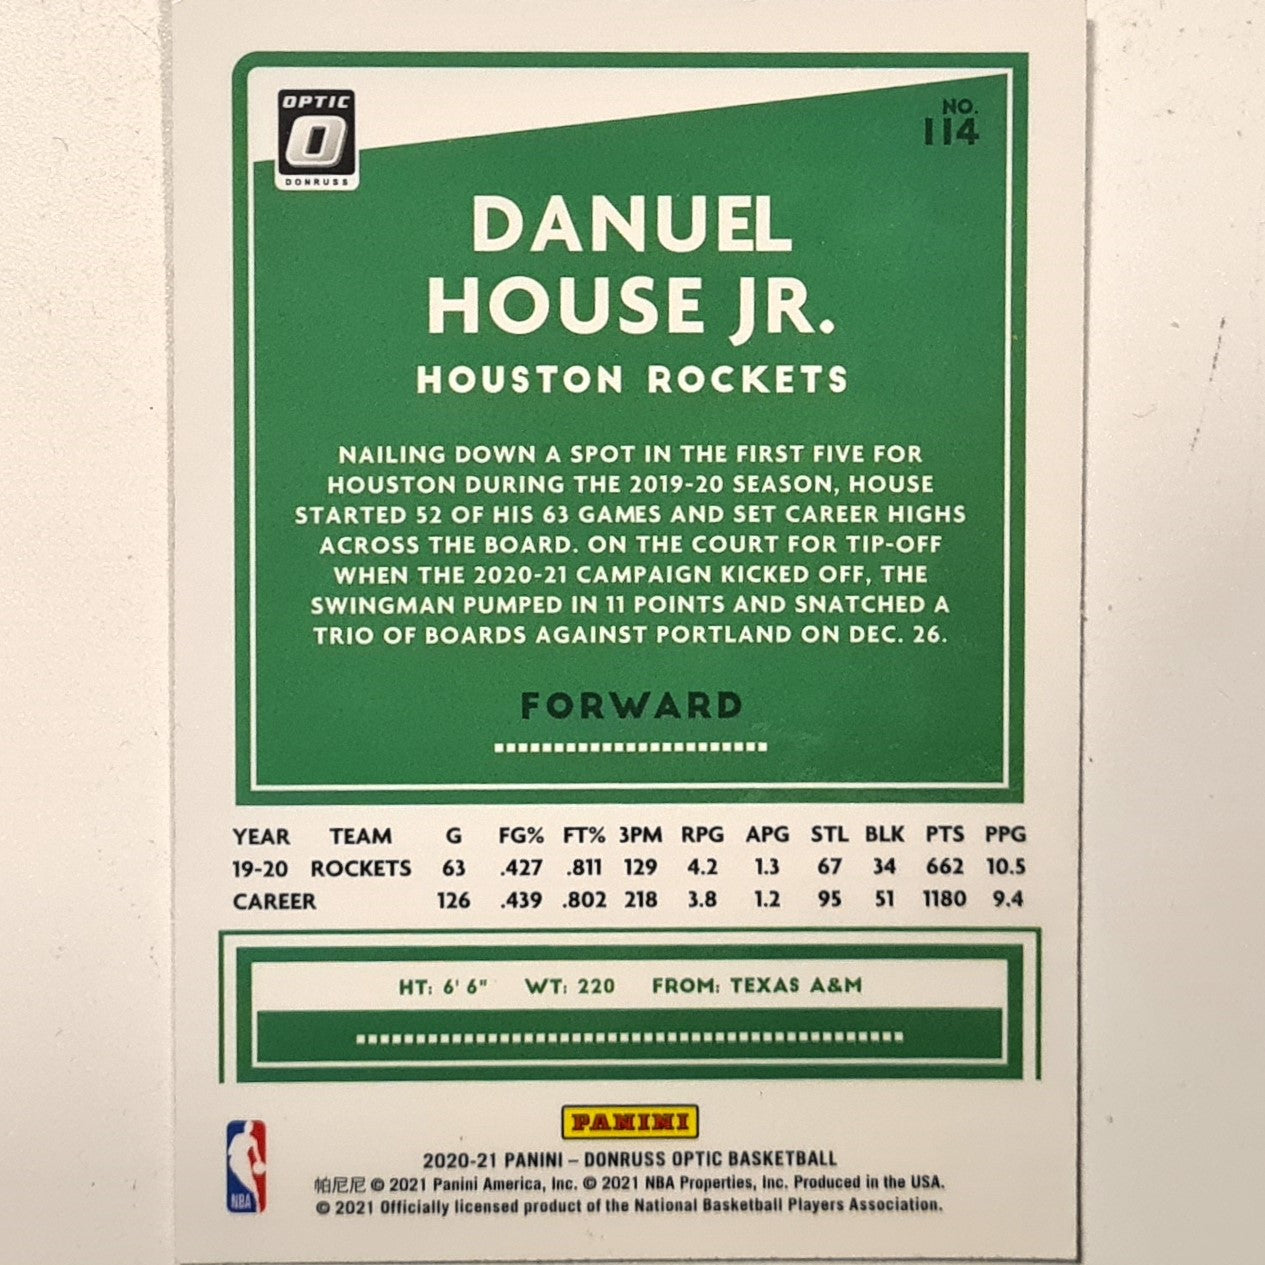 OPTIC
O
DONRUSS
NO.
114
DANUEL
HOUSE JR.
HOUSTON ROCKETS
NAILING DOWN A SPOT IN THE FIRST FIVE FOR
HOUSTON DURING THE 2019-20 SEASON, HOUSE
STARTED 52 OF HIS 63 GAMES AND SET CAREER HIGHS
ACROSS THE BOARD. ON THE COURT FOR TIP-OFF
WHEN THE 2020-21 CAMPAIGN KICKED OFF, THE
SWINGMAN PUMPED IN 11 POINTS AND SNATCHED A
TRIO OF BOARDS AGAINST PORTLAND ON DEC. 26.
FORWARD
YEAR TEAM G FG% FT% 3PM RPG APG STL BLK PTS PPG
19-20 ROCKETS 63 .427 .811 129 4.2 1.3 67 34 662 10.5
CAREER 126 .439 .802 218 3.8 1.2 95 51 1180 9.4
HT: 6' 6" WT: 220 FROM: TEXAS A&M
PANINI
2020-21 PANINI – DONRUSS OPTIC BASKETBALL
帕尼尼 © 2021 Panini America, Inc. © 2021 NBA Properties, Inc. Produced in the USA.
© 2021 Officially licensed product of the National Basketball Players Association.
NBA